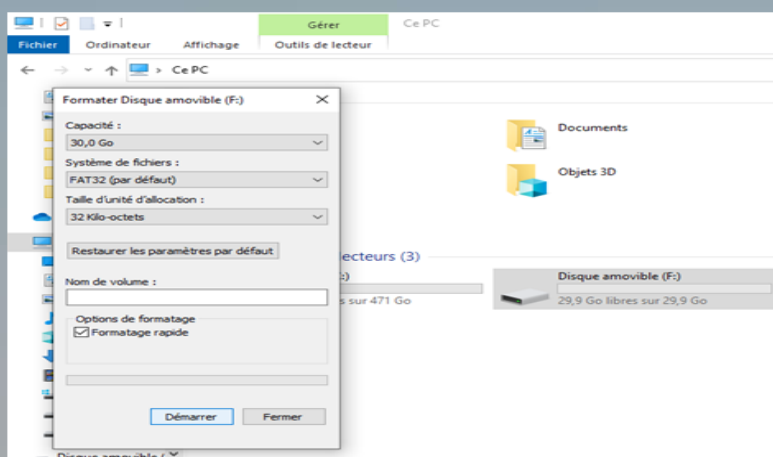 Gérer
Ce PC
Fichier
Ordinateur
Affichage
Outils de lecteur
Ce PC
Formater Disque amovible (F:)
Capacité :
30,0 Go
Système de fichiers :
FAT32 (par défaut)
Taille d'unité d'allocation :
32 Kilo-octets
Restaurer les paramètres par défaut
Nom de volume :
Options de formatage
Formatage rapide
Démarrer
Fermer
Documents
Objets 3D
ecteurs (3)
:)
s sur 471 Go
Disque amovible (F:)
29,9 Go libres sur 29,9 Go
Disque amovible (